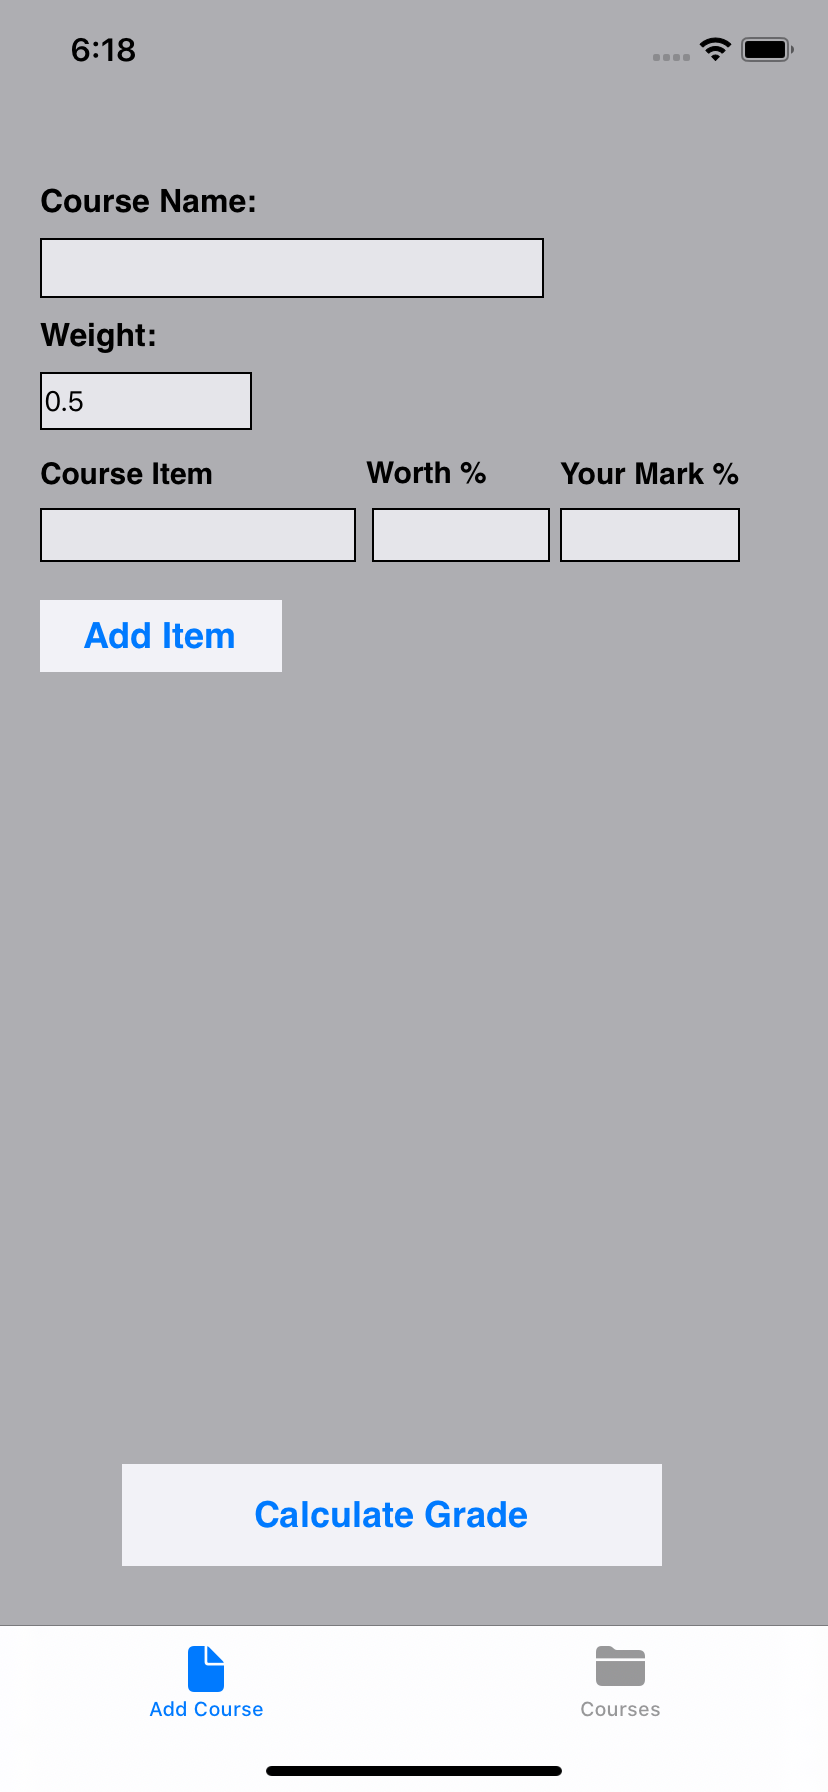 6:18
Course Name:
Weight:
0.5
Course Item Worth % Your Mark %
Add Item
Calculate Grade
Add Course Courses